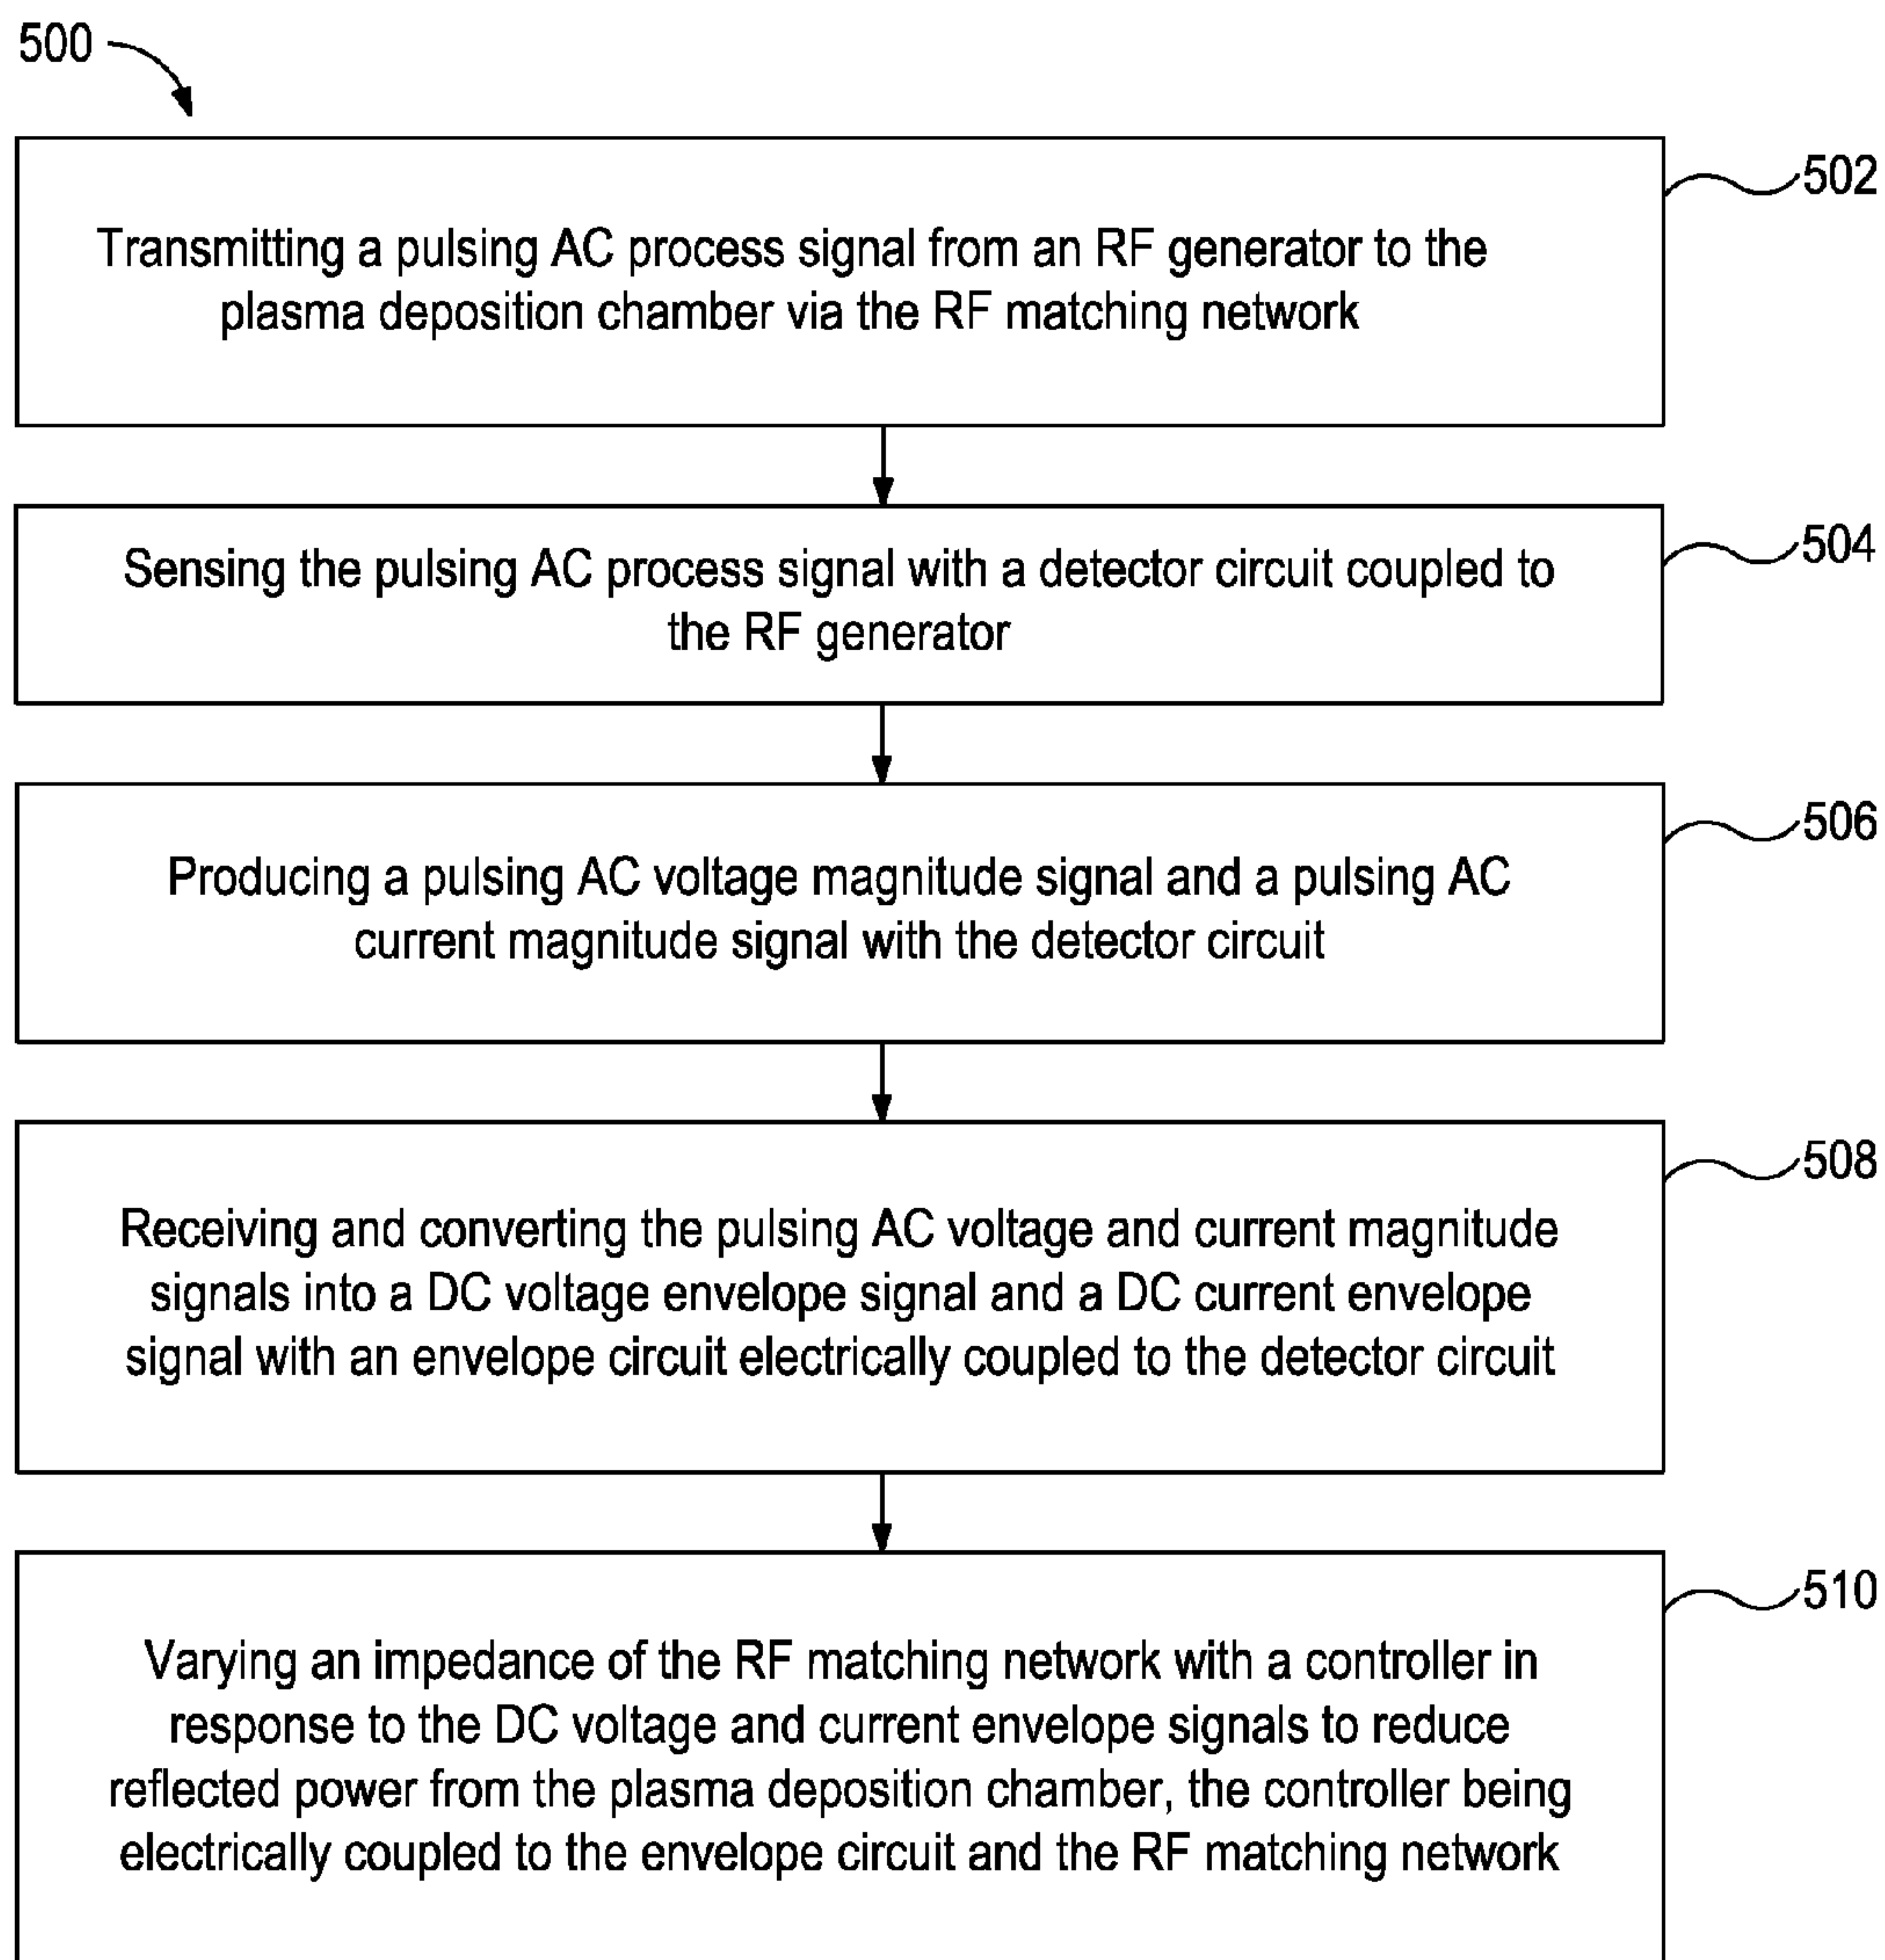 500
502
Transmitting a pulsing AC process signal from an RF generator to the
plasma deposition chamber via the RF matching network
504
Sensing the pulsing AC process signal with a detector circuit coupled to
the RF generator
506
Producing a pulsing AC voltage magnitude signal and a pulsing AC
current magnitude signal with the detector circuit
508
Receiving and converting the pulsing AC voltage and current magnitude
signals into a DC voltage envelope signal and a DC current envelope
signal with an envelope circuit electrically coupled to the detector circuit
510
Varying an impedance of the RF matching network with a controller in
response to the DC voltage and current envelope signals to reduce
reflected power from the plasma deposition chamber, the controller being
electrically coupled to the envelope circuit and the RF matching network